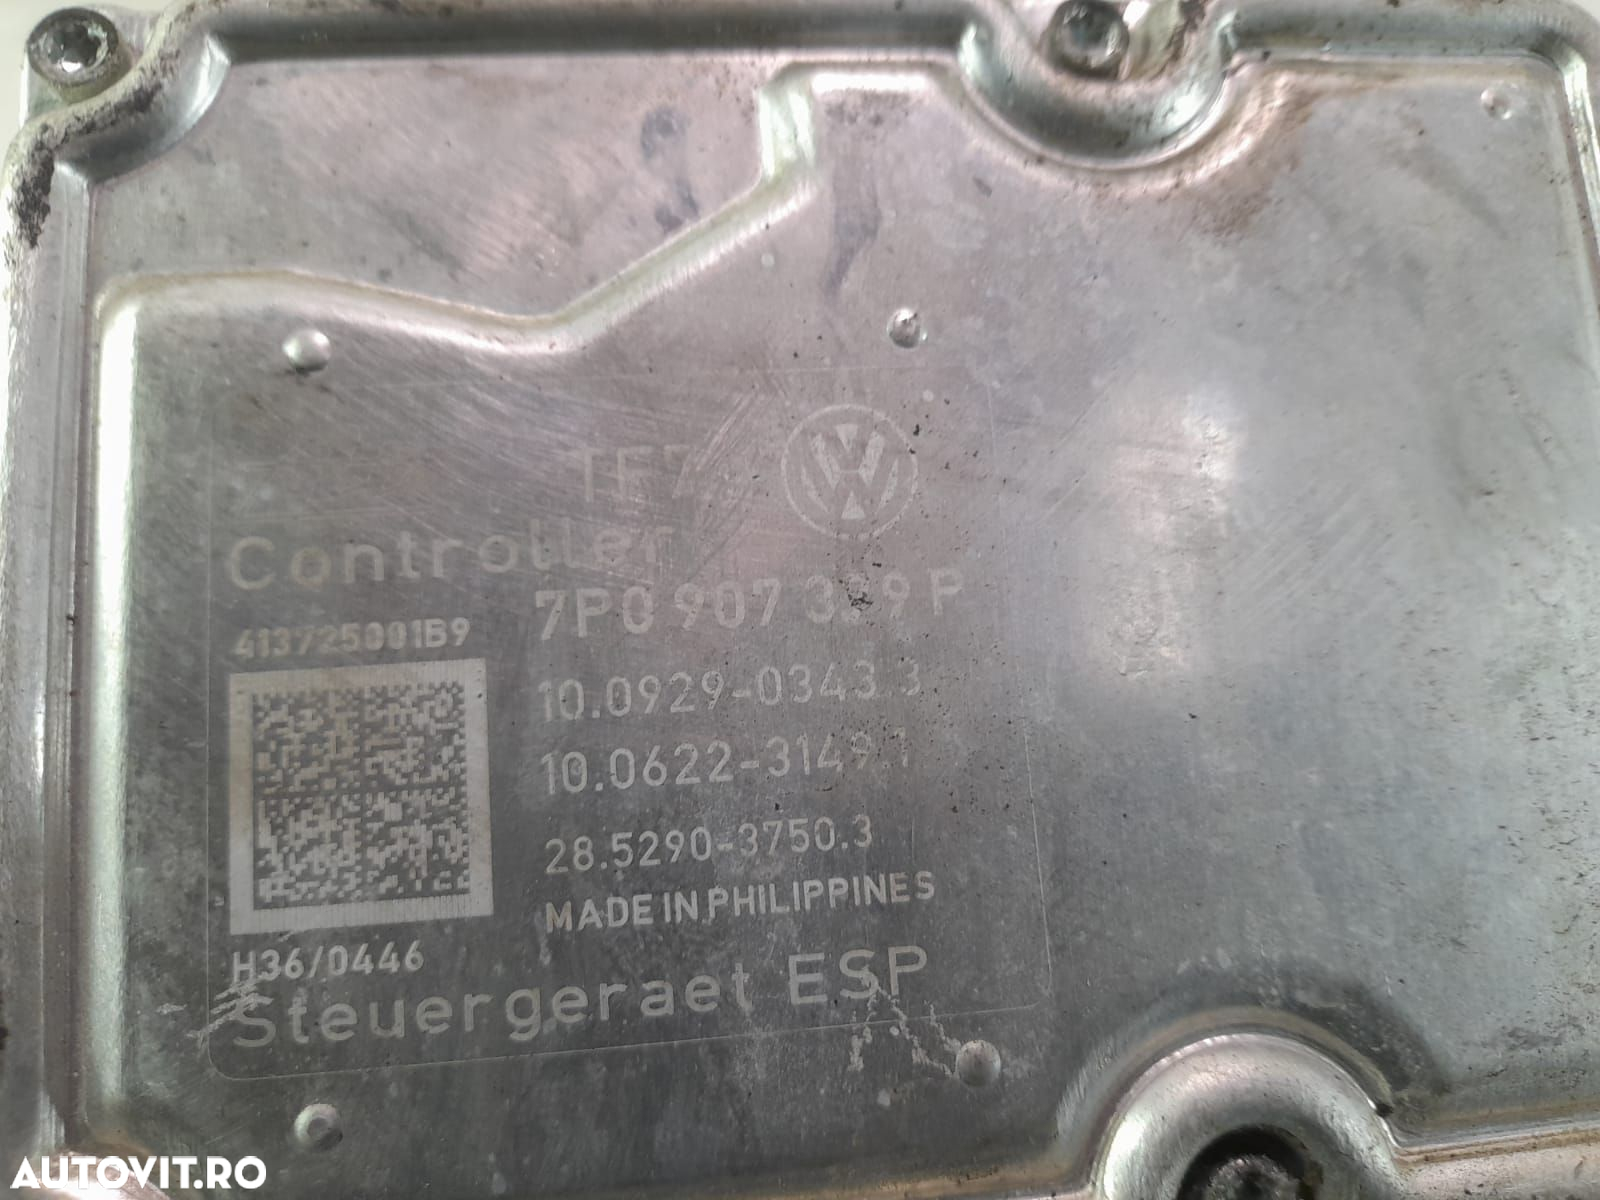 Controller
7P0 907 379 P
413725001B9
10.0929-0343.3
10.0622-3149.1
28.5290-3750.3
MADE IN PHILIPPINES
H36/0446
Steuergeraet ESP
AUTOVIT.RO